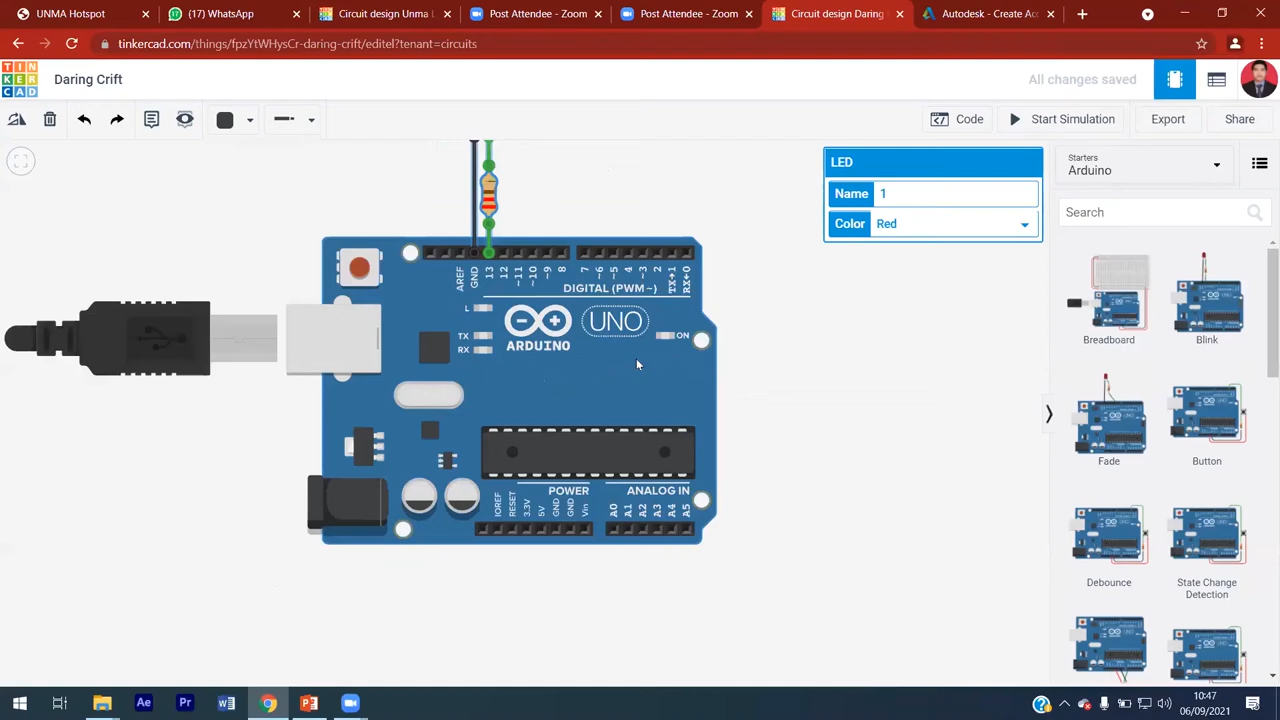 UNMA Hotspot
(17) WhatsApp
Circuit design Unma L
Post Attendee - Zoom
Post Attendee - Zoom
Circuit design Daring
Autodesk - Create Acc
tinkercad.com/things/fpzYtWHysCr-daring-crift/editel?tenant=circuits
TIN
KER
CAD
Daring Crift
All changes saved
Code
Start Simulation
Export
Share
LED
Name
1
Color
Red
Starters
Arduino
Search
Breadboard
Blink
Fade
Button
Debounce
State Change
Detection
AREF
GND
13
12
~11
~10
~9
8
7
~6
~5
4
~3
2
TX→1
RX←0
DIGITAL (PWM ~)
L
TX
RX
UNO
ARDUINO
ON
POWER
ANALOG IN
IOREF
RESET
3.3V
5V
GND
GND
Vin
A0
A1
A2
A3
A4
A5
Ae
Pr
10:47
06/09/2021